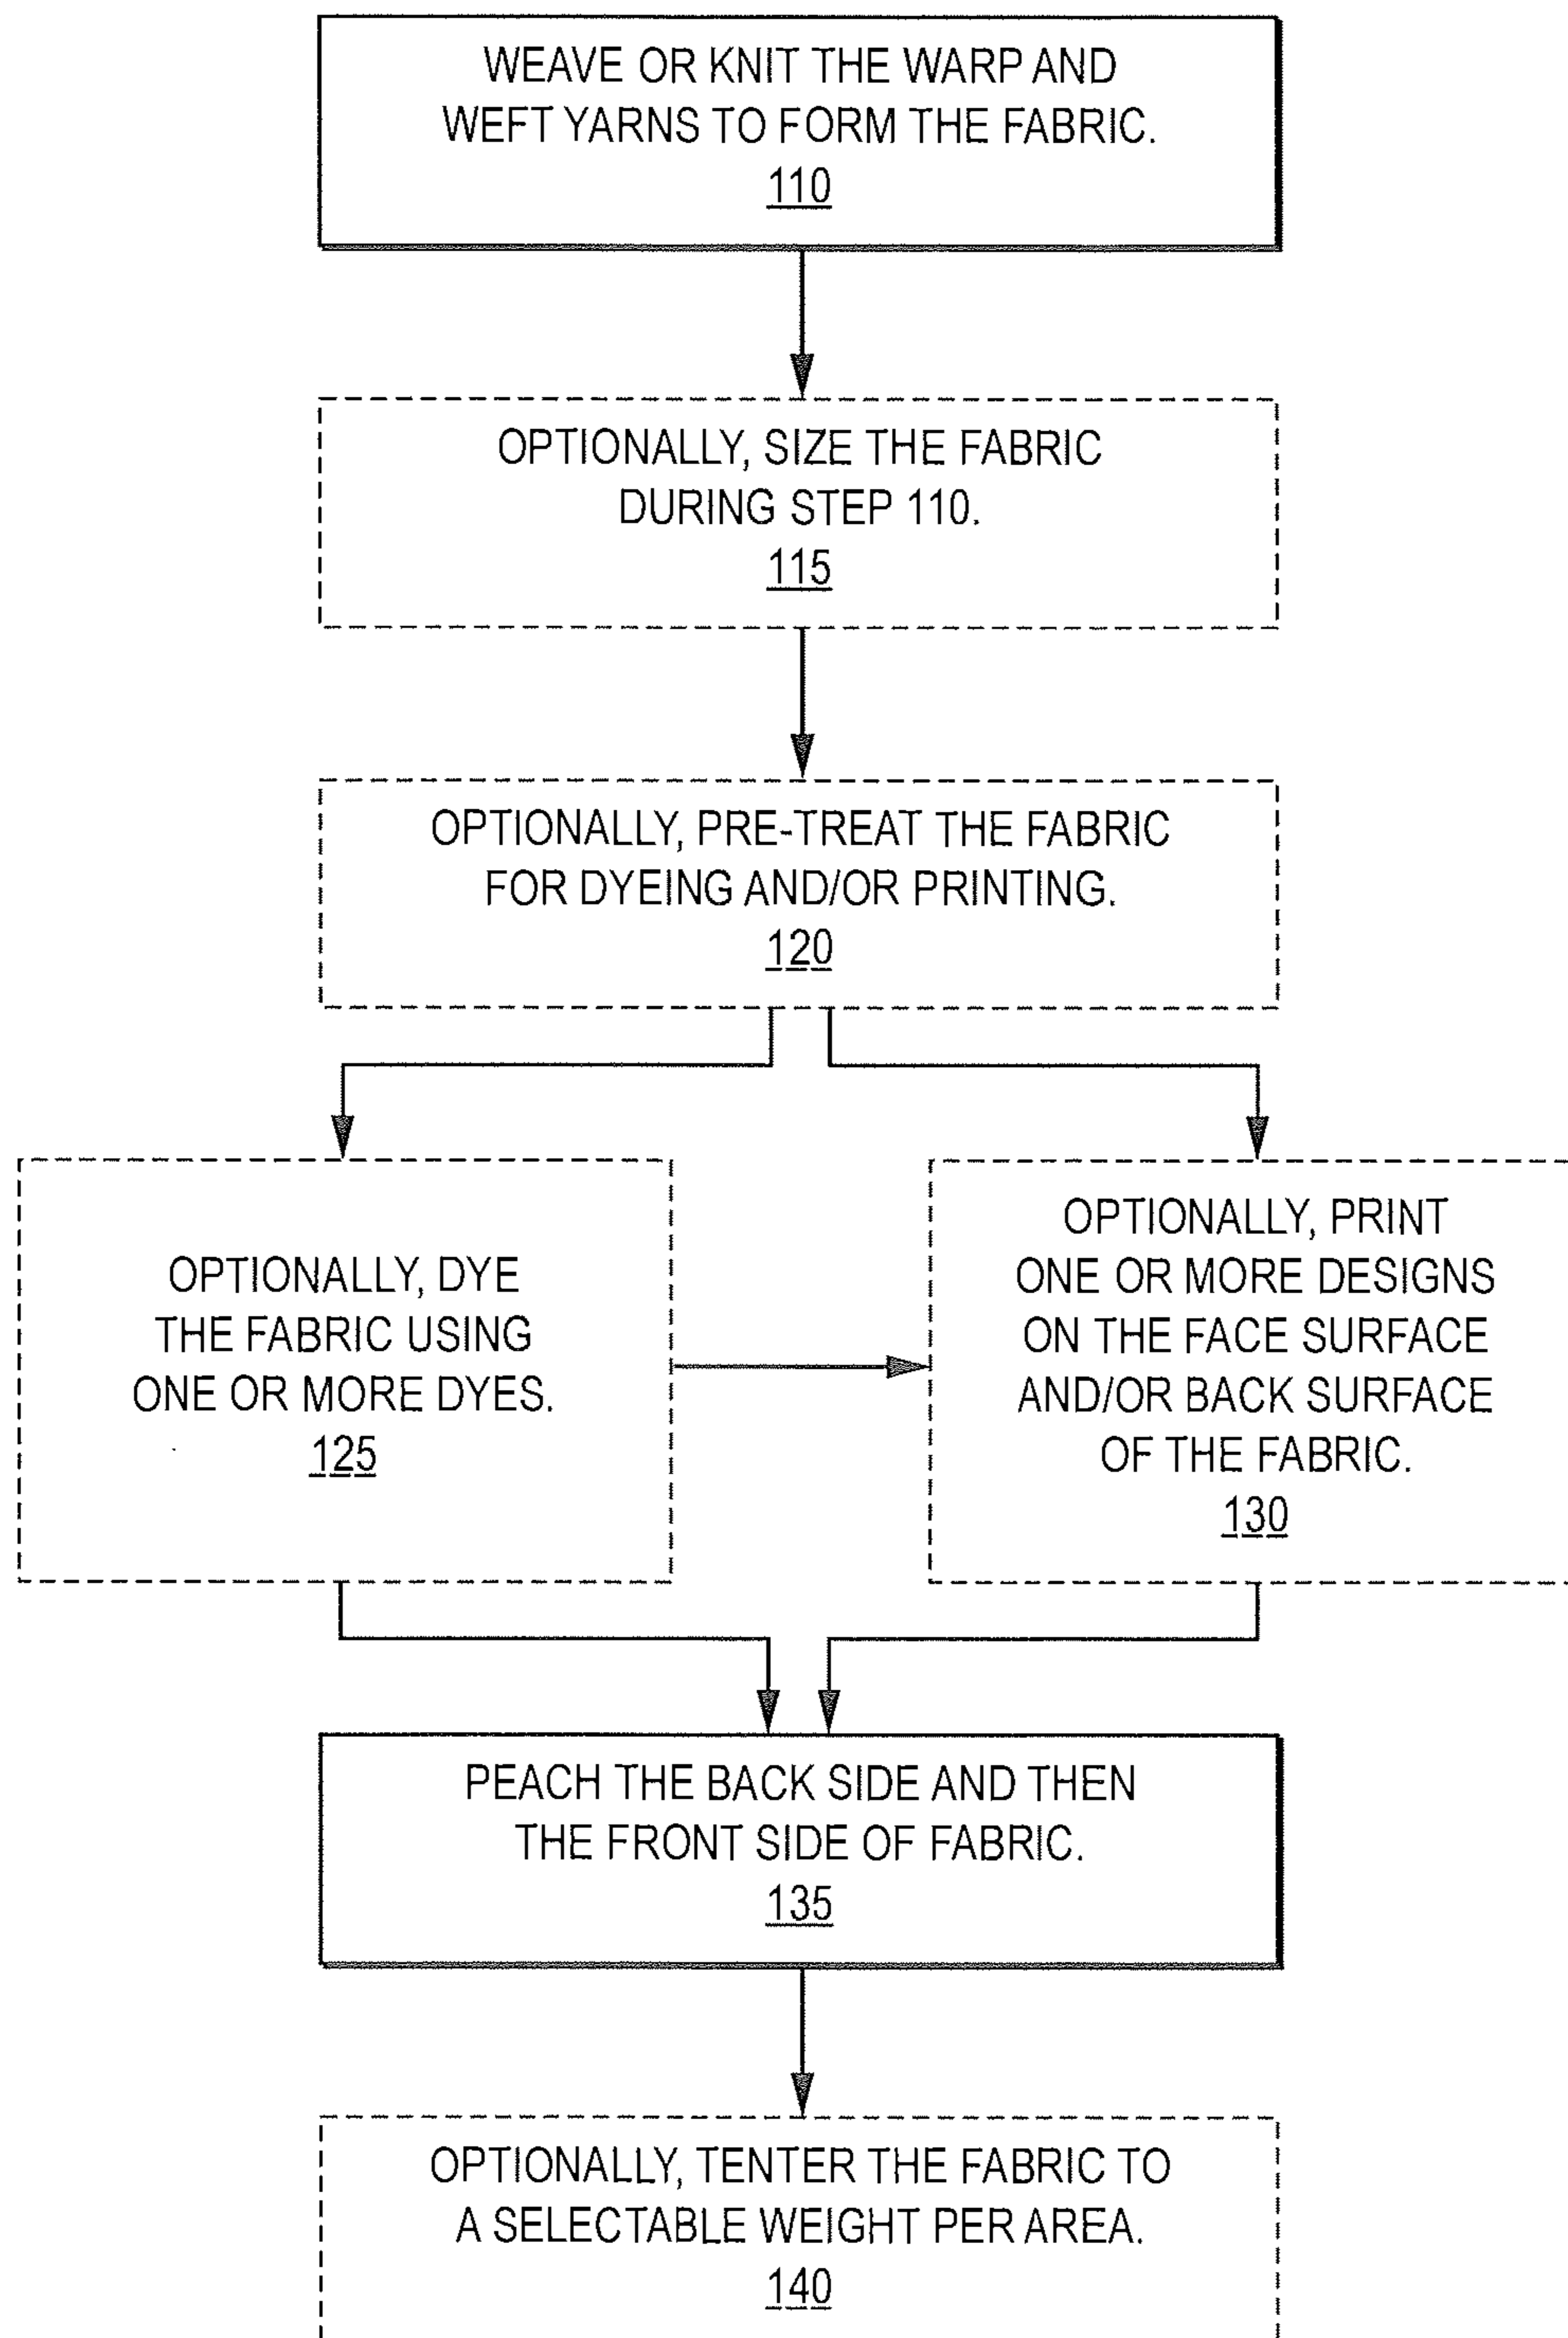 WEAVE OR KNIT THE WARP AND
WEFT YARNS TO FORM THE FABRIC.
110
OPTIONALLY, SIZE THE FABRIC
DURING STEP 110.
115
OPTIONALLY, PRE-TREAT THE FABRIC
FOR DYEING AND/OR PRINTING.
120
OPTIONALLY, DYE
THE FABRIC USING
ONE OR MORE DYES.
125
OPTIONALLY, PRINT
ONE OR MORE DESIGNS
ON THE FACE SURFACE
AND/OR BACK SURFACE
OF THE FABRIC.
130
PEACH THE BACK SIDE AND THEN
THE FRONT SIDE OF FABRIC.
135
OPTIONALLY, TENTER THE FABRIC TO
A SELECTABLE WEIGHT PER AREA.
140